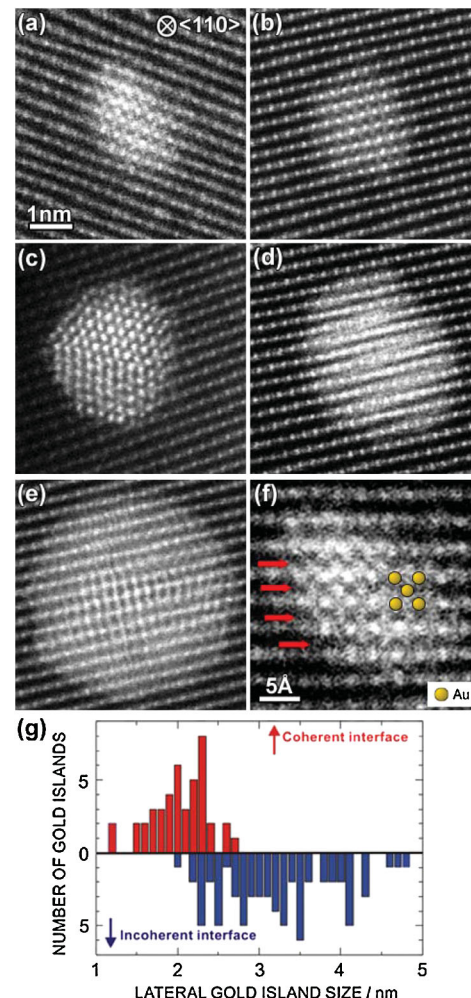 (a) ⊗<110> (b)
1nm
(c) (d)
(e) (f)
5Å
Au
(g)
NUMBER OF GOLD ISLANDS
5
0
5
Coherent interface
Incoherent interface
1 2 3 4 5
LATERAL GOLD ISLAND SIZE / nm